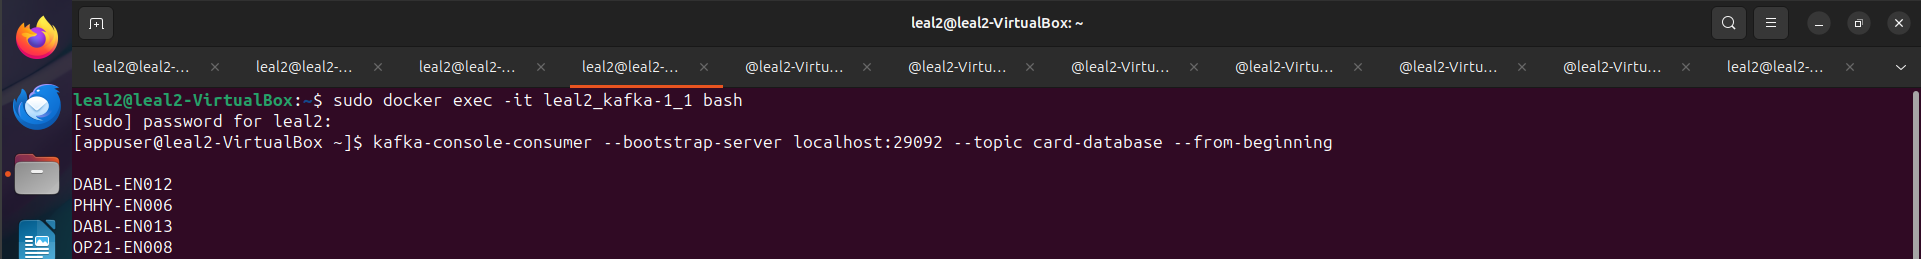 leal2@leal2-VirtualBox: ~
leal2@leal2-... leal2@leal2-... leal2@leal2-... leal2@leal2-... @leal2-Virtu... @leal2-Virtu... @leal2-Virtu... @leal2-Virtu... @leal2-Virtu... @leal2-Virtu... leal2@leal2-...
leal2@leal2-VirtualBox:~$ sudo docker exec -it leal2_kafka-1_1 bash
[sudo] password for leal2:
[appuser@leal2-VirtualBox ~]$ kafka-console-consumer --bootstrap-server localhost:29092 --topic card-database --from-beginning
DABL-EN012
PHHY-EN006
DABL-EN013
OP21-EN008